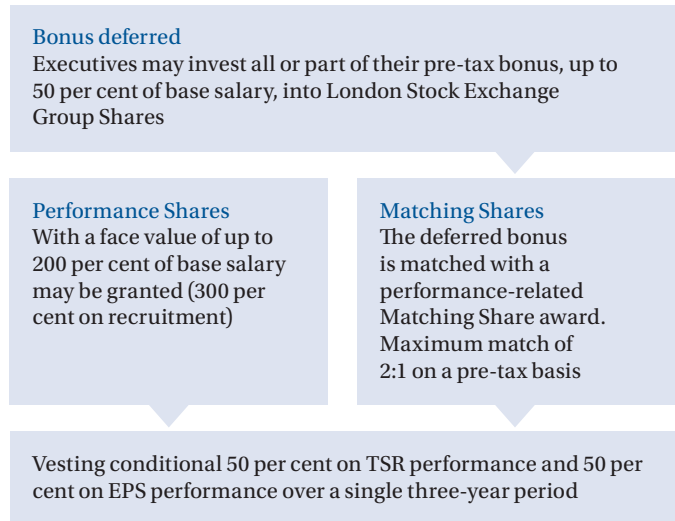 Bonus deferred
Executives may invest all or part of their pre-tax bonus, up to
50 per cent of base salary, into London Stock Exchange
Group Shares
Performance Shares
With a face value of up to
200 per cent of base salary
may be granted (300 per
cent on recruitment)
Matching Shares
The deferred bonus
is matched with a
performance-related
Matching Share award.
Maximum match of
2:1 on a pre-tax basis
Vesting conditional 50 per cent on TSR performance and 50 per
cent on EPS performance over a single three-year period